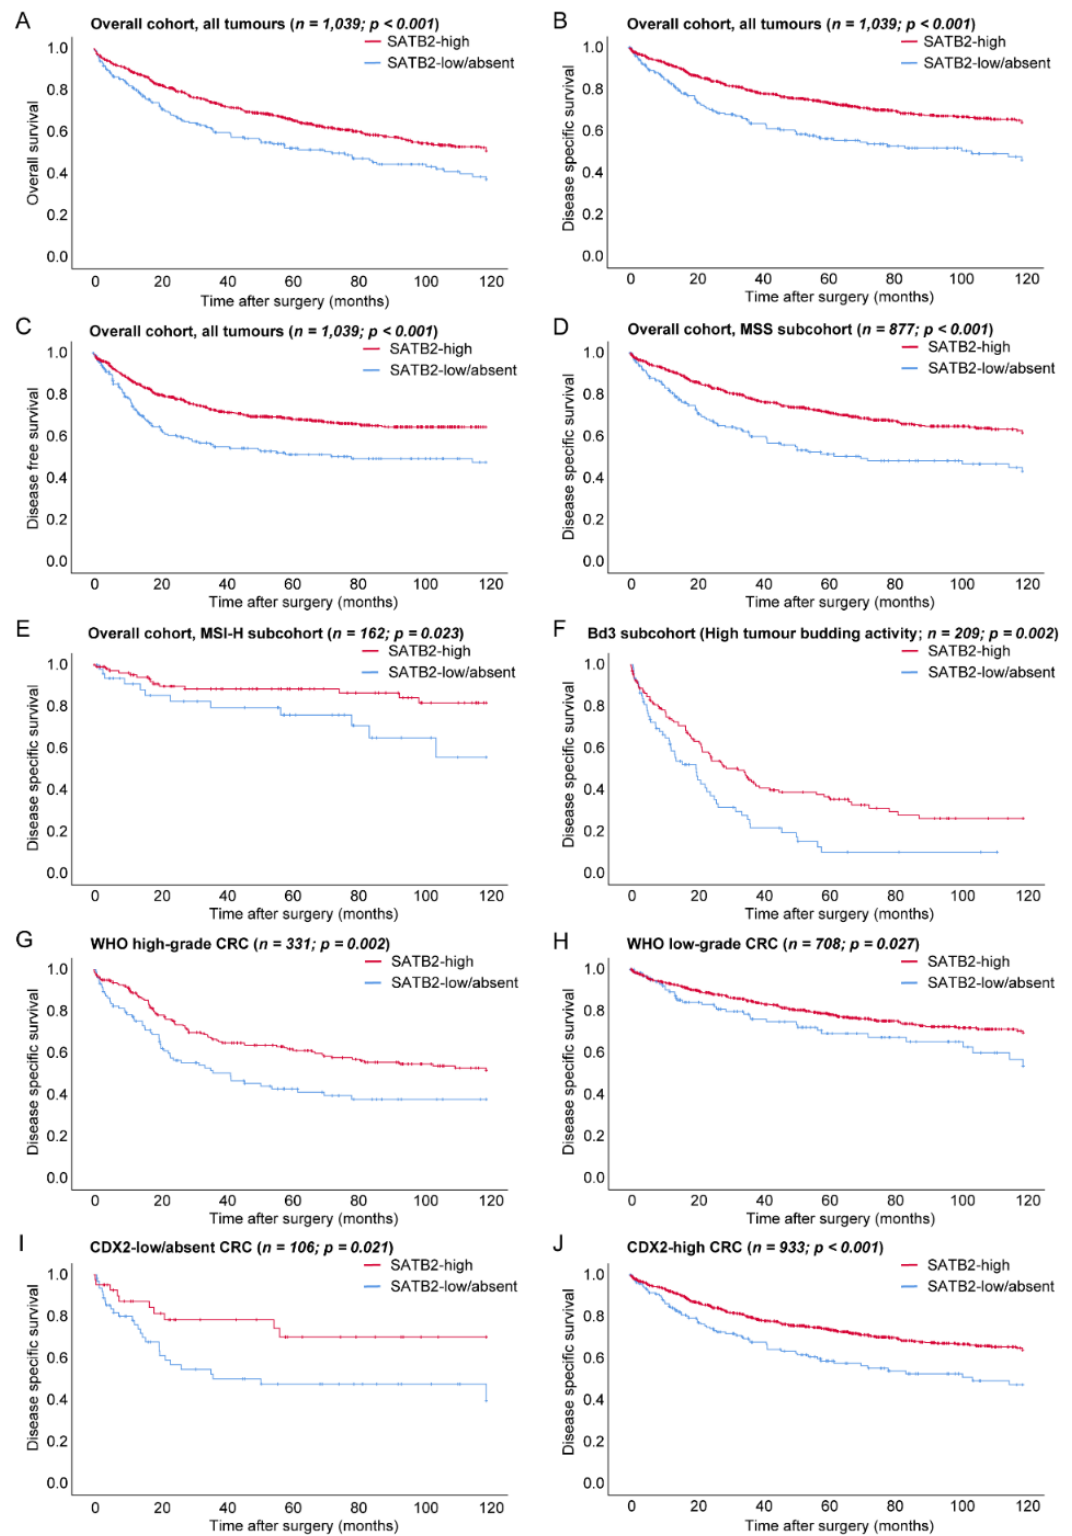 A
Overall cohort, all tumours (n = 1,039; p < 0.001)
SATB2-high
SATB2-low/absent
Overall survival
1.0
0.8
0.6
0.4
0.2
0.0
0 20 40 60 80 100 120
Time after surgery (months)
B
Overall cohort, all tumours (n = 1,039; p < 0.001)
SATB2-high
SATB2-low/absent
Disease specific survival
1.0
0.8
0.6
0.4
0.2
0.0
0 20 40 60 80 100 120
Time after surgery (months)
C
Overall cohort, all tumours (n = 1,039; p < 0.001)
SATB2-high
SATB2-low/absent
Disease free survival
1.0
0.8
0.6
0.4
0.2
0.0
0 20 40 60 80 100 120
Time after surgery (months)
D
Overall cohort, MSS subcohort (n = 877; p < 0.001)
SATB2-high
SATB2-low/absent
Disease specific survival
1.0
0.8
0.6
0.4
0.2
0.0
0 20 40 60 80 100 120
Time after surgery (months)
E
Overall cohort, MSI-H subcohort (n = 162; p = 0.023)
SATB2-high
SATB2-low/absent
Disease specific survival
1.0
0.8
0.6
0.4
0.2
0.0
0 20 40 60 80 100 120
Time after surgery (months)
F
Bd3 subcohort (High tumour budding activity; n = 209; p = 0.002)
SATB2-high
SATB2-low/absent
Disease specific survival
1.0
0.8
0.6
0.4
0.2
0.0
0 20 40 60 80 100 120
Time after surgery (months)
G
WHO high-grade CRC (n = 331; p = 0.002)
SATB2-high
SATB2-low/absent
Disease specific survival
1.0
0.8
0.6
0.4
0.2
0.0
0 20 40 60 80 100 120
Time after surgery (months)
H
WHO low-grade CRC (n = 708; p = 0.027)
SATB2-high
SATB2-low/absent
Disease specific survival
1.0
0.8
0.6
0.4
0.2
0.0
0 20 40 60 80 100 120
Time after surgery (months)
I
CDX2-low/absent CRC (n = 106; p = 0.021)
SATB2-high
SATB2-low/absent
Disease specific survival
1.0
0.8
0.6
0.4
0.2
0.0
0 20 40 60 80 100 120
Time after surgery (months)
J
CDX2-high CRC (n = 933; p < 0.001)
SATB2-high
SATB2-low/absent
Disease specific survival
1.0
0.8
0.6
0.4
0.2
0.0
0 20 40 60 80 100 120
Time after surgery (months)